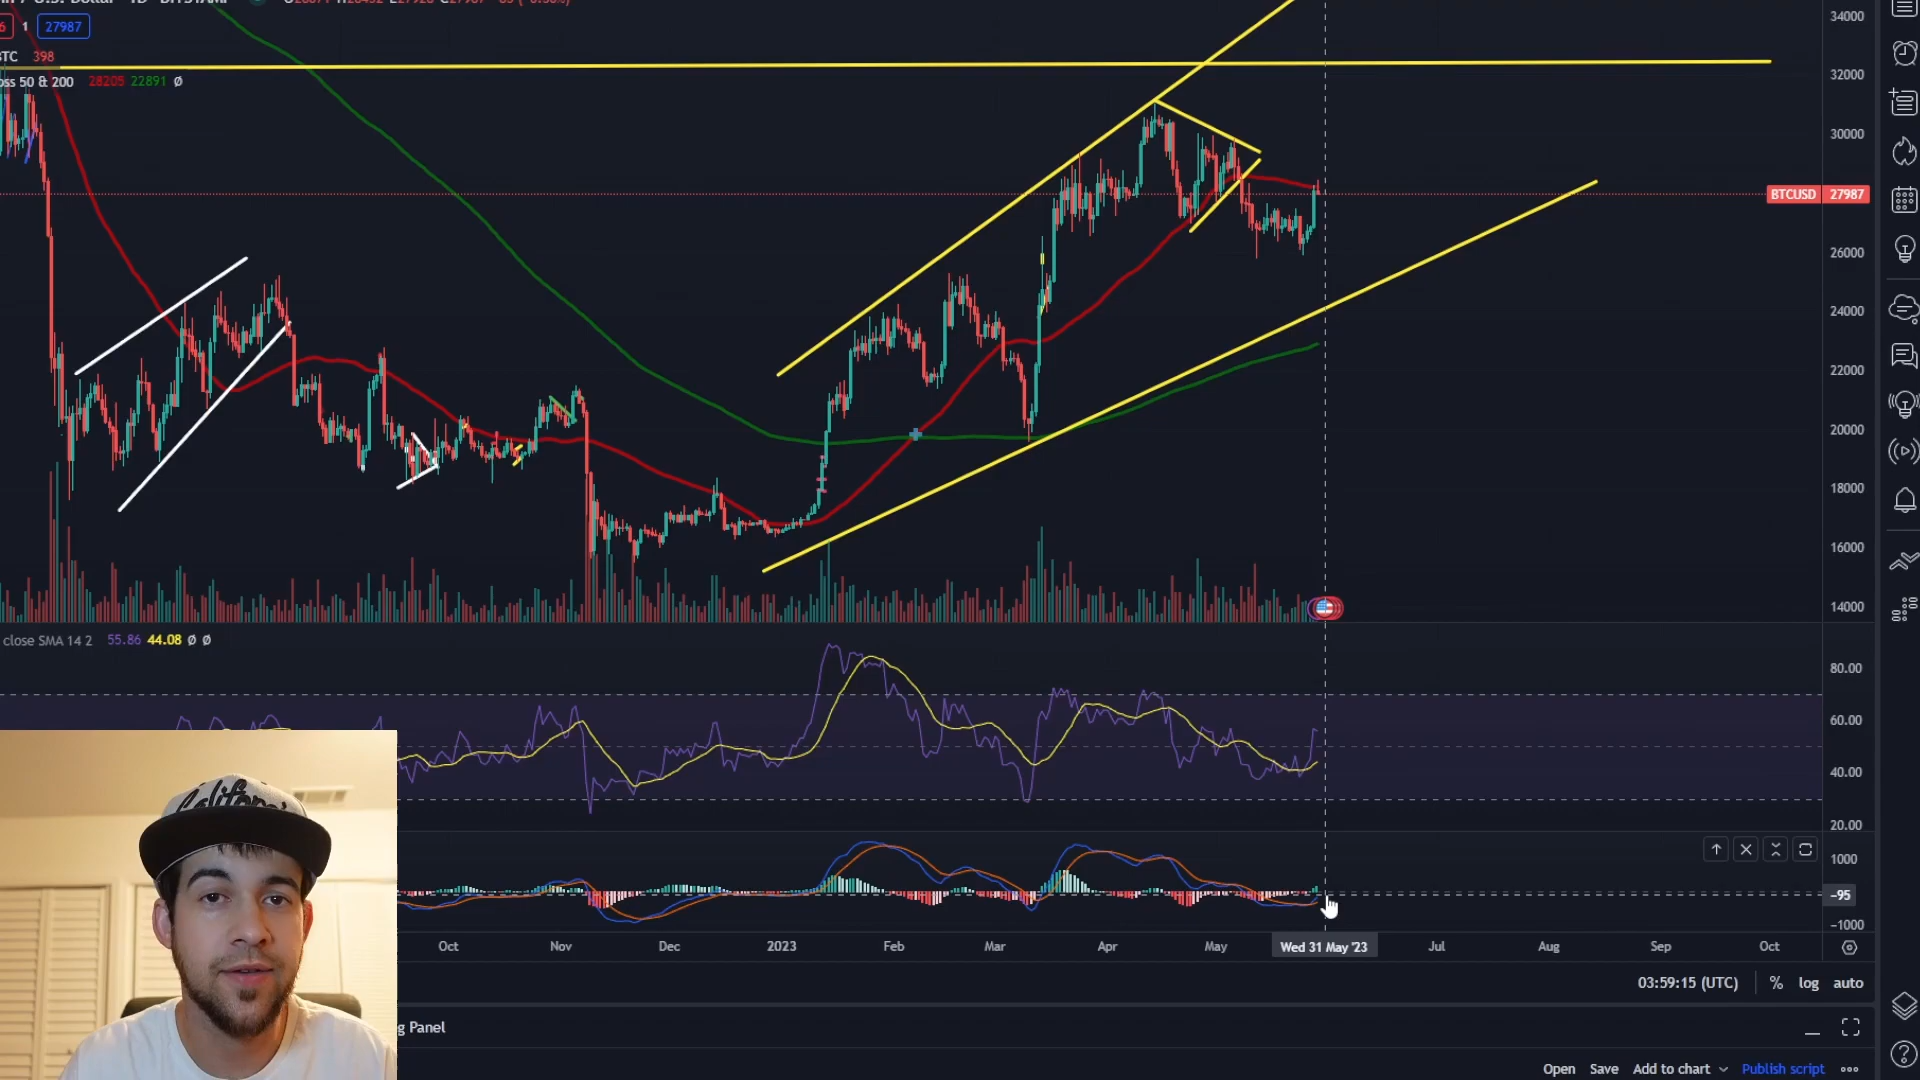 27987
34000
1
27987
BTC 398
oss 50 & 200 28205 22891 Ø
32000
30000
BTCUSD 27987
26000
24000
22000
20000
18000
16000
14000
close SMA 14 2 55.86 44.08 Ø Ø
80.00
60.00
40.00
20.00
1000
-95
-1000
Oct Nov Dec 2023 Feb Mar Apr May Wed 31 May '23 Jul Aug Sep Oct
03:59:15 (UTC) % log auto
g Panel
Open Save Add to chart Publish script